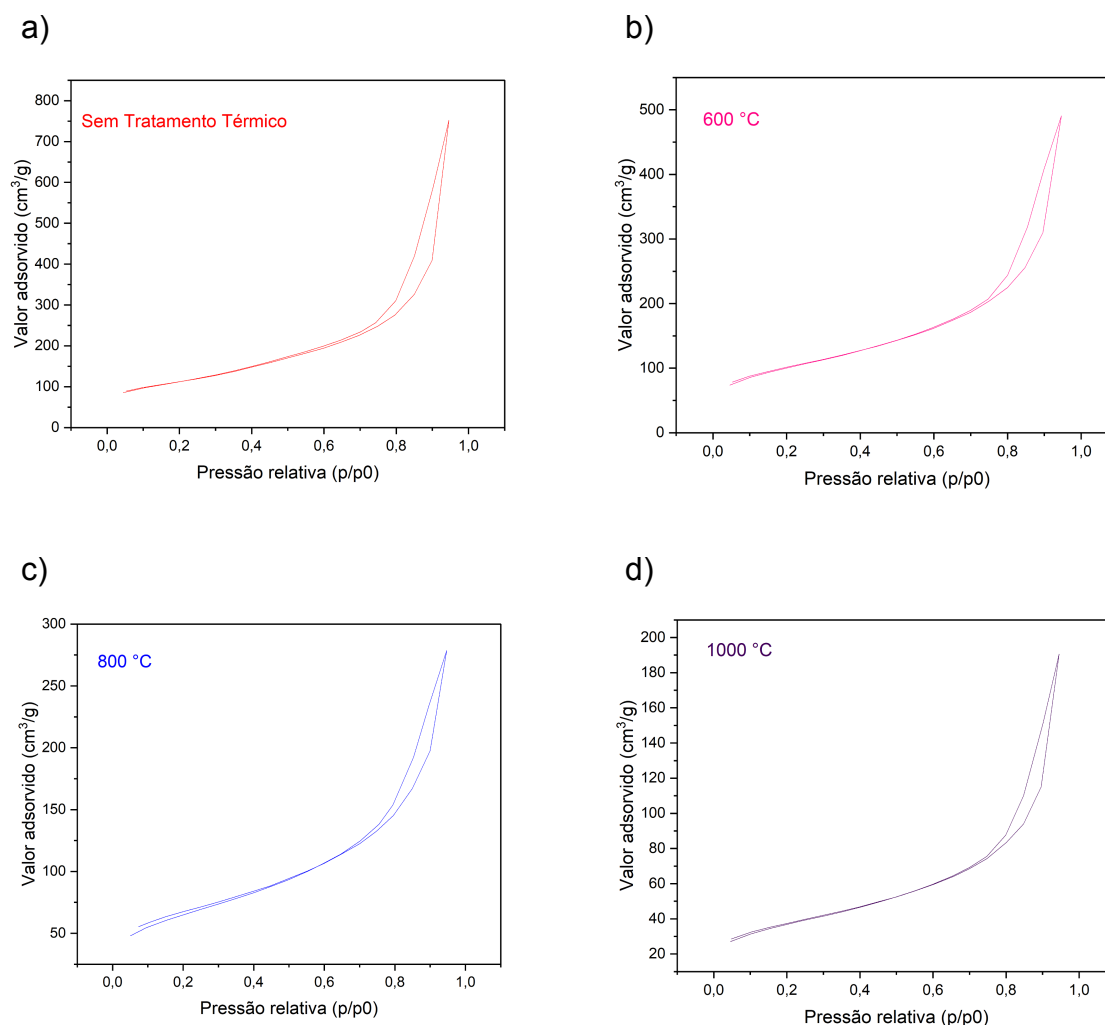 a)
Sem Tratamento Térmico
Valor adsorvido (cm³/g)
800
700
600
500
400
300
200
100
0
0,0 0,2 0,4 0,6 0,8 1,0
Pressão relativa (p/p0)
b)
600 °C
Valor adsorvido (cm³/g)
500
400
300
200
100
0
0,0 0,2 0,4 0,6 0,8 1,0
Pressão relativa (p/p0)
c)
800 °C
Valor adsorvido (cm³/g)
300
250
200
150
100
50
0,0 0,2 0,4 0,6 0,8 1,0
Pressão relativa (p/p0)
d)
1000 °C
Valor adsorvido (cm³/g)
200
180
160
140
120
100
80
60
40
20
0,0 0,2 0,4 0,6 0,8 1,0
Pressão relativa (p/p0)